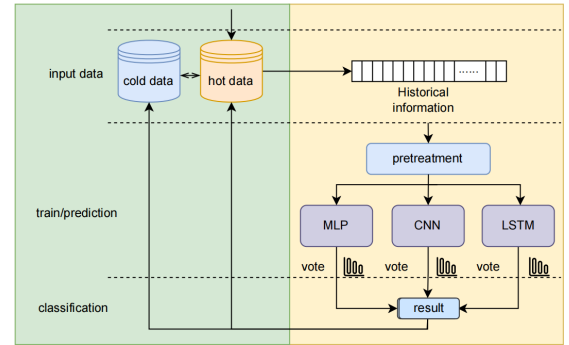 input data
cold data
hot data
......
Historical
information
pretreatment
train/prediction
MLP
CNN
LSTM
vote
vote
vote
classification
result